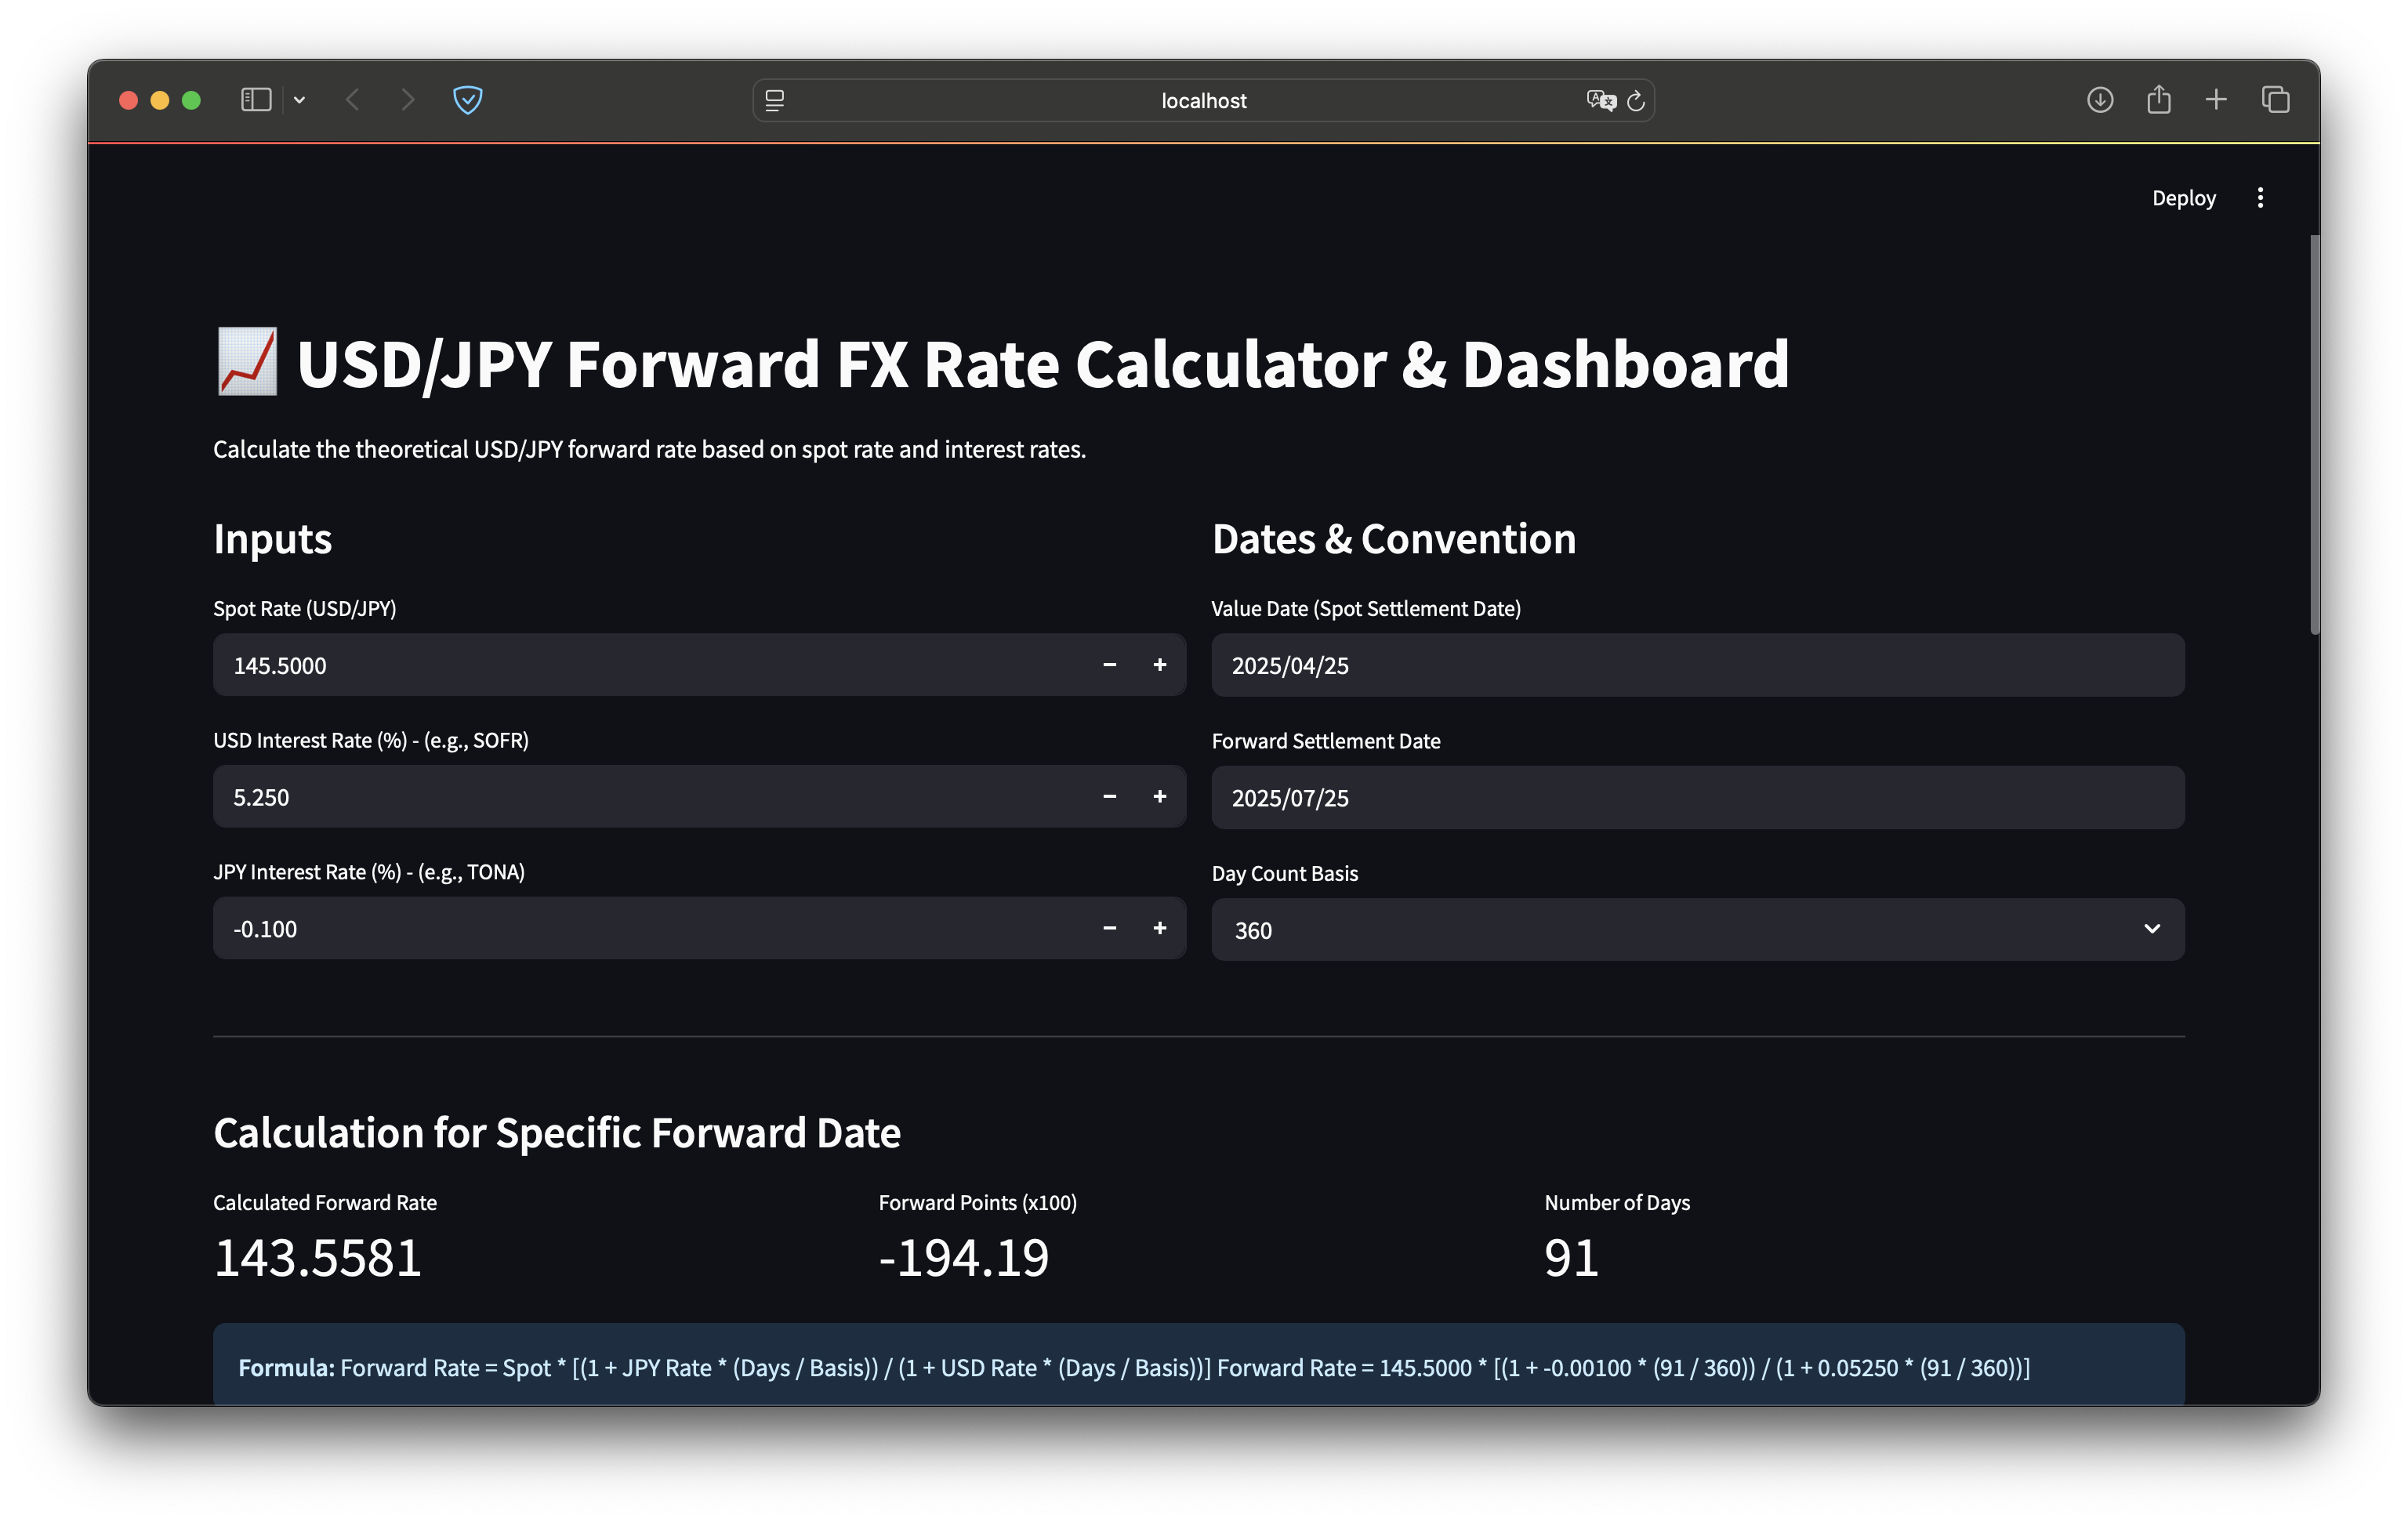 localhost
Deploy
USD/JPY Forward FX Rate Calculator & Dashboard
Calculate the theoretical USD/JPY forward rate based on spot rate and interest rates.
Inputs
Spot Rate (USD/JPY)
145.5000
USD Interest Rate (%) - (e.g., SOFR)
5.250
JPY Interest Rate (%) - (e.g., TONA)
-0.100
Dates & Convention
Value Date (Spot Settlement Date)
2025/04/25
Forward Settlement Date
2025/07/25
Day Count Basis
360
Calculation for Specific Forward Date
Calculated Forward Rate
143.5581
Forward Points (x100)
-194.19
Number of Days
91
Formula: Forward Rate = Spot * [(1 + JPY Rate * (Days / Basis)) / (1 + USD Rate * (Days / Basis))] Forward Rate = 145.5000 * [(1 + -0.00100 * (91 / 360)) / (1 + 0.05250 * (91 / 360))]